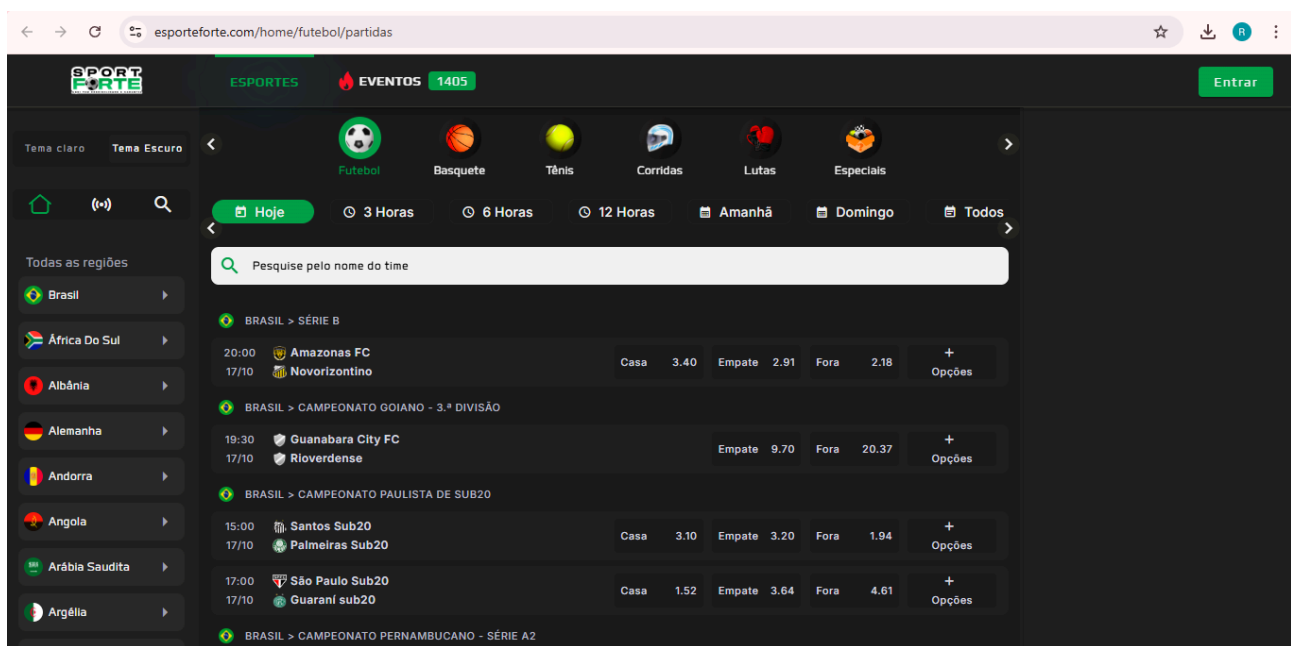 esporteforte.com/home/futebol/partidas
R
SPORT FORTE
ESPORTES
EVENTOS 1405
Entrar
Tema claro Tema Escuro
Futebol Basquete Tênis Corridas Lutas Especiais
Hoje 3 Horas 6 Horas 12 Horas Amanhã Domingo Todos
Todas as regiões
Brasil
África Do Sul
Albânia
Alemanha
Andorra
Angola
Arábia Saudita
Argélia
Pesquise pelo nome do time
BRASIL > SÉRIE B
20:00 Amazonas FC
17/10 Novorizontino
Casa 3.40 Empate 2.91 Fora 2.18 + Opções
BRASIL > CAMPEONATO GOIANO - 3.ª DIVISÃO
19:30 Guanabara City FC
17/10 Rioverdense
Empate 9.70 Fora 20.37 + Opções
BRASIL > CAMPEONATO PAULISTA DE SUB20
15:00 Santos Sub20
17/10 Palmeiras Sub20
Casa 3.10 Empate 3.20 Fora 1.94 + Opções
17:00 São Paulo Sub20
17/10 Guaraní sub20
Casa 1.52 Empate 3.64 Fora 4.61 + Opções
BRASIL > CAMPEONATO PERNAMBUCANO - SÉRIE A2